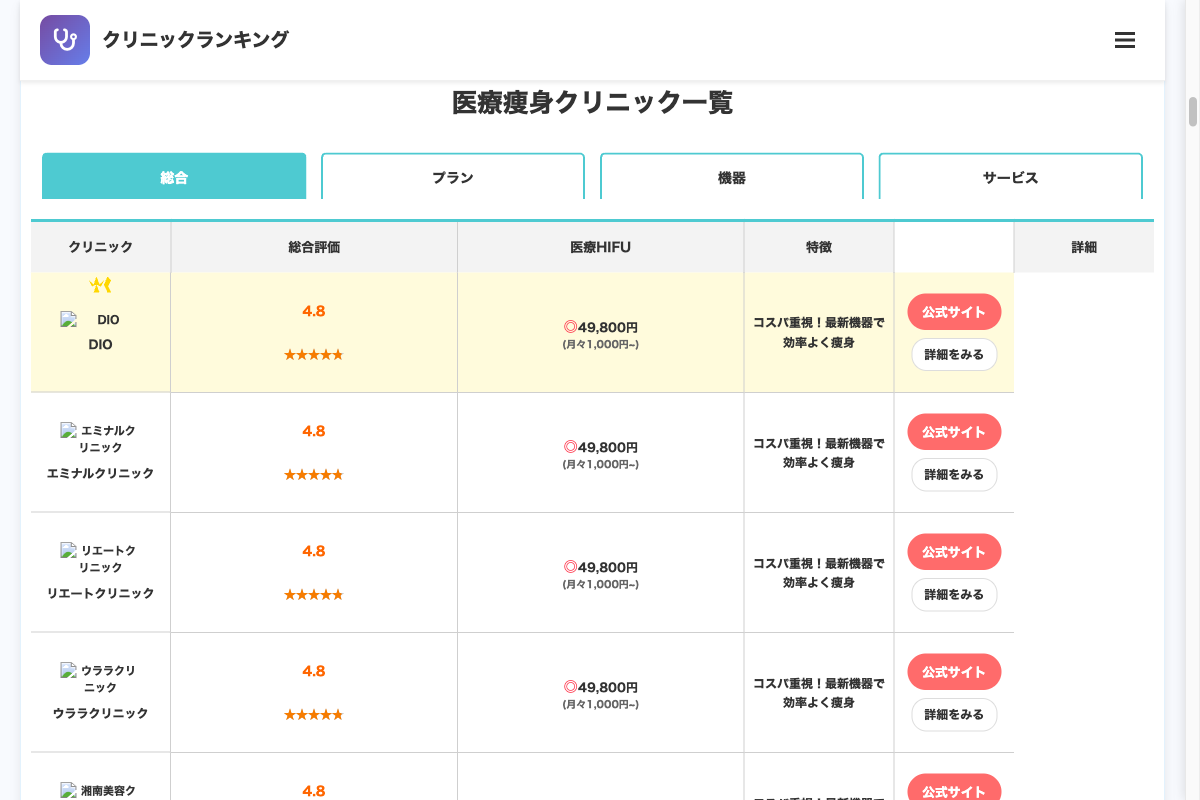 クリニックランキング
医療痩身クリニック一覧
総合
プラン
機器
サービス
クリニック
総合評価
医療HIFU
特徴
詳細
DIO
DIO
4.8
★★★★★
◎49,800円
(月々1,000円~)
コスパ重視！最新機器で
効率よく痩身
公式サイト
詳細をみる
エミナルク
リニック
エミナルクリニック
4.8
★★★★★
◎49,800円
(月々1,000円~)
コスパ重視！最新機器で
効率よく痩身
公式サイト
詳細をみる
リエートク
リニック
リエートクリニック
4.8
★★★★★
◎49,800円
(月々1,000円~)
コスパ重視！最新機器で
効率よく痩身
公式サイト
詳細をみる
ウララクリ
ニック
ウララクリニック
4.8
★★★★★
◎49,800円
(月々1,000円~)
コスパ重視！最新機器で
効率よく痩身
公式サイト
詳細をみる
湘南美容ク
4.8
公式サイト